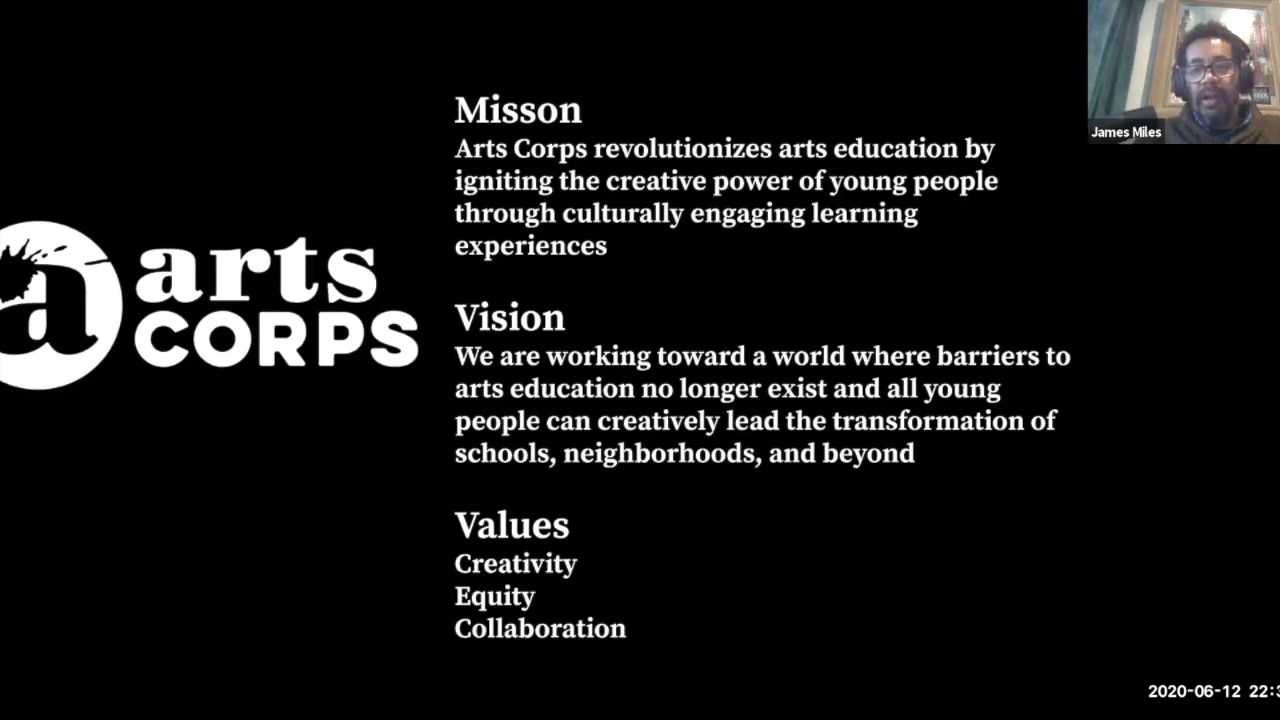 Misson
Arts Corps revolutionizes arts education by
igniting the creative power of young people
through culturally engaging learning
experiences
a arts
CORPS
Vision
We are working toward a world where barriers to
arts education no longer exist and all young
people can creatively lead the transformation of
schools, neighborhoods, and beyond
Values
Creativity
Equity
Collaboration
James Miles
2020-06-12 22:3